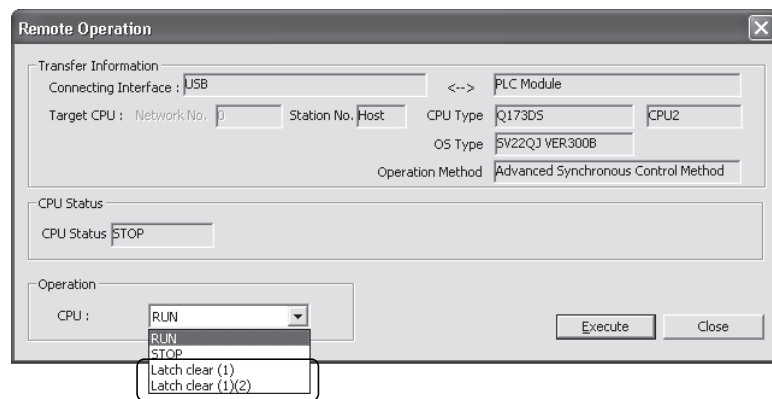 Remote Operation
Transfer Information
Connecting Interface : USB <--> PLC Module
Target CPU : Network No. 0 Station No. Host CPU Type Q173DS CPU2
OS Type SV22QJ VER300B
Operation Method Advanced Synchronous Control Method
CPU Status
CPU Status STOP
Operation
CPU : RUN
RUN
STOP
Latch clear (1)
Latch clear (1)(2)
Execute Close